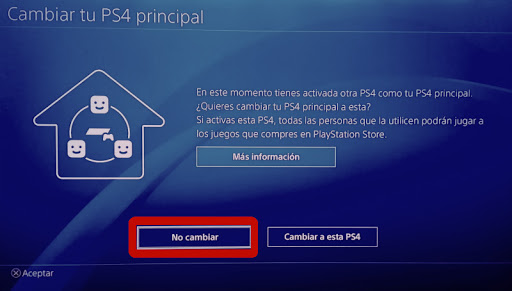 Cambiar tu PS4 principal
En este momento tienes activada otra PS4 como tu PS4 principal.
¿Quieres cambiar tu PS4 principal a esta?
Si activas esta PS4, todas las personas que la utilicen podrán jugar a
los juegos que compres en PlayStation Store.
Más información
No cambiar
Cambiar a esta PS4
Aceptar